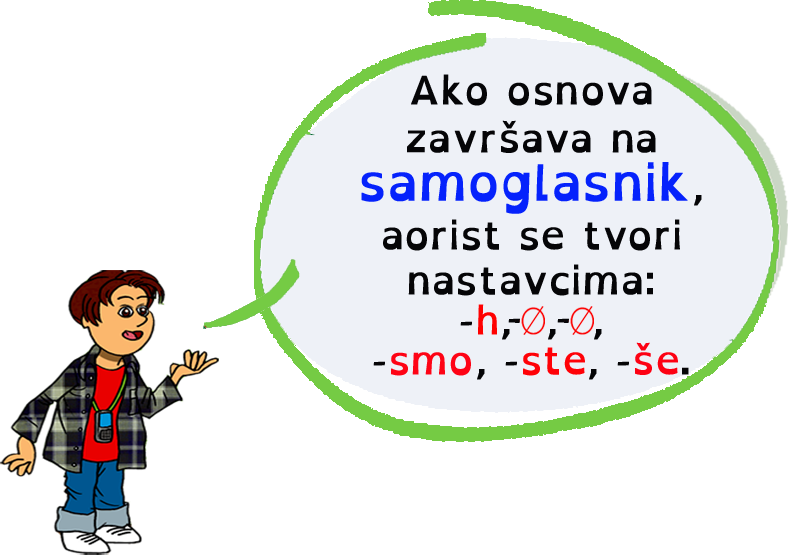 Ako osnova
završava na
samoglasnik,
aorist se tvori
nastavcima:
-h,-∅,-∅,
-smo, -ste, -še.